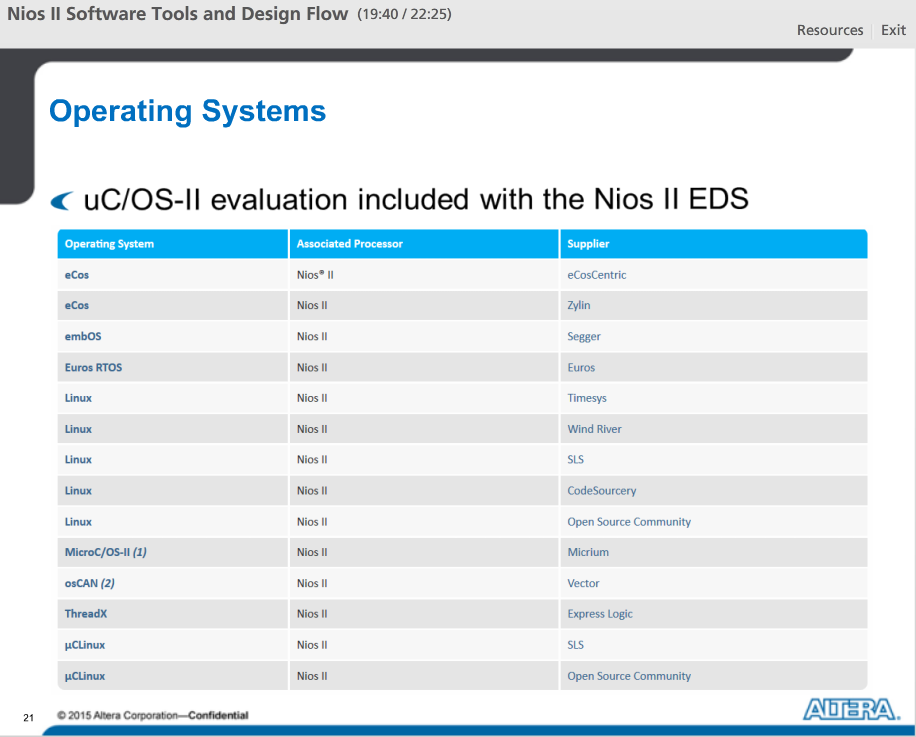 Nios II Software Tools and Design Flow (19:40 / 22:25)
Resources Exit
Operating Systems
uC/OS-II evaluation included with the Nios II EDS
Operating System Associated Processor Supplier
eCos Nios® II eCosCentric
eCos Nios II Zylin
embOS Nios II Segger
Euros RTOS Nios II Euros
Linux Nios II Timesys
Linux Nios II Wind River
Linux Nios II SLS
Linux Nios II CodeSourcery
Linux Nios II Open Source Community
MicroC/OS-II (1) Nios II Micrium
osCAN (2) Nios II Vector
ThreadX Nios II Express Logic
µCLinux Nios II SLS
µCLinux Nios II Open Source Community
21 © 2015 Altera Corporation—Confidential ALTERA.